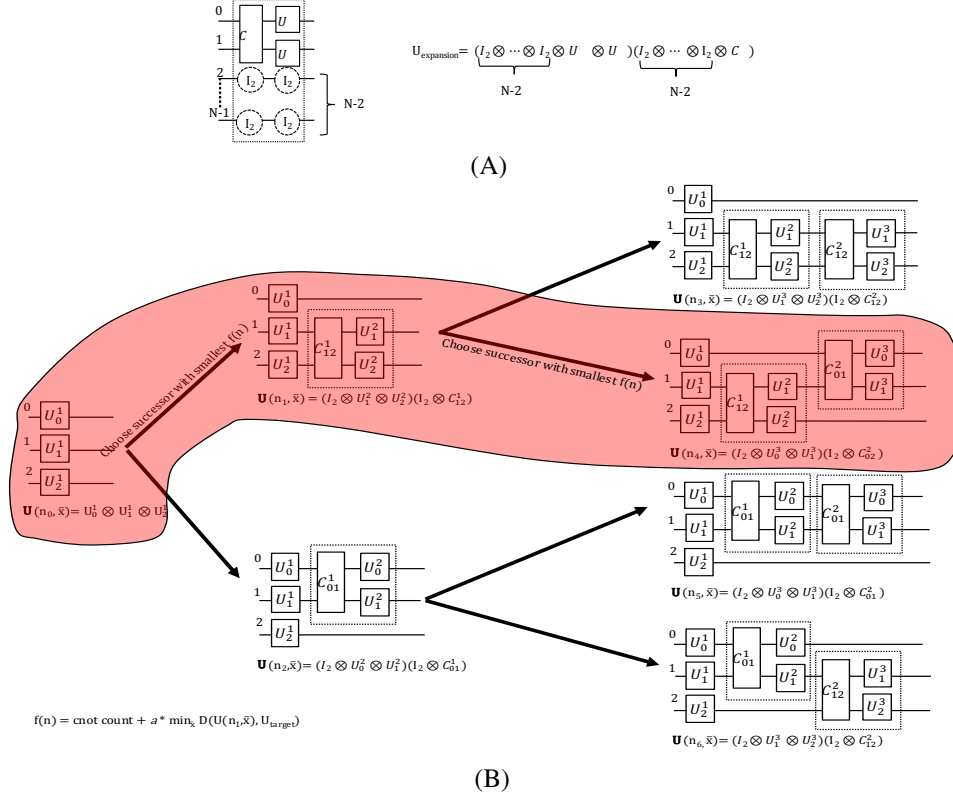 0
C
U
1
U
2
I₂
I₂
N-1
I₂
I₂
N-2
U_expansion= (I₂ ⊗ ⋯ ⊗ I₂ ⊗ U ⊗ U )(I₂ ⊗ ⋯ ⊗ I₂ ⊗ C )
N-2
N-2
(A)
0
U₀¹
1
U₁¹
2
U₂¹
𝐔(n₀, x̄)= U₀¹ ⊗ U₁¹ ⊗ U₂¹
Choose successor with smallest f(n)
0
U₀¹
1
U₁¹
C₁₂¹
U₁²
2
U₂¹
U₂²
𝐔(n₁, x̄) = (I₂ ⊗ U₁² ⊗ U₂²)(I₂ ⊗ C₁₂¹)
Choose successor with smallest f(n)
0
U₀¹
1
U₁¹
C₁₂¹
U₁²
C₁₂²
U₁³
2
U₂¹
U₂²
U₂³
𝐔(n₃, x̄) = (I₂ ⊗ U₁³ ⊗ U₂³)(I₂ ⊗ C₁₂²)
0
U₀¹
C₀₁²
U₀³
1
U₁¹
C₁₂¹
U₁²
U₁³
2
U₂¹
U₂²
𝐔(n₄, x̄)= (I₂ ⊗ U₀³ ⊗ U₁³)(I₂ ⊗ C₀₂²)
0
U₀¹
C₀₁¹
U₀²
1
U₁¹
U₁²
2
U₂¹
𝐔(n₂,x̄)= (I₂ ⊗ U₀² ⊗ U₁²)(I₂ ⊗ C₀₁¹)
0
U₀¹
C₀₁¹
U₀²
C₀₁²
U₀³
1
U₁¹
U₁²
U₁³
2
U₂¹
𝐔(n₅, x̄)= (I₂ ⊗ U₀³ ⊗ U₁³)(I₂ ⊗ C₀₁²)
0
U₀¹
C₀₁¹
U₀²
1
U₁¹
U₁²
C₁₂²
U₁³
2
U₂¹
U₂³
𝐔(n₆, x̄)= (I₂ ⊗ U₁³ ⊗ U₂³)(I₂ ⊗ C₁₂²)
f(n) = cnot count + a* minₓ̄ D(U(n₁,x̄), U_target)
(B)